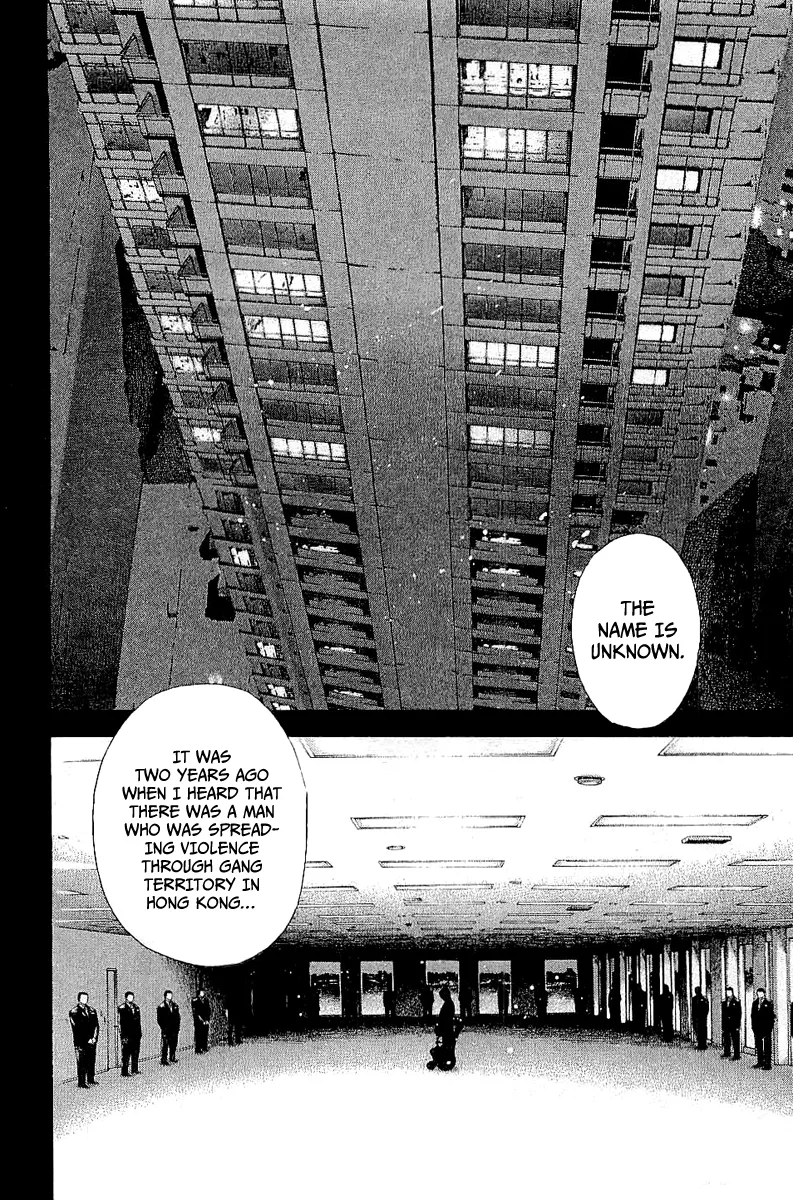 THE
NAME IS
UNKNOWN.
IT WAS
TWO YEARS AGO
WHEN I HEARD THAT
THERE WAS A MAN
WHO WAS SPREAD-
ING VIOLENCE
THROUGH GANG
TERRITORY IN
HONG KONG...